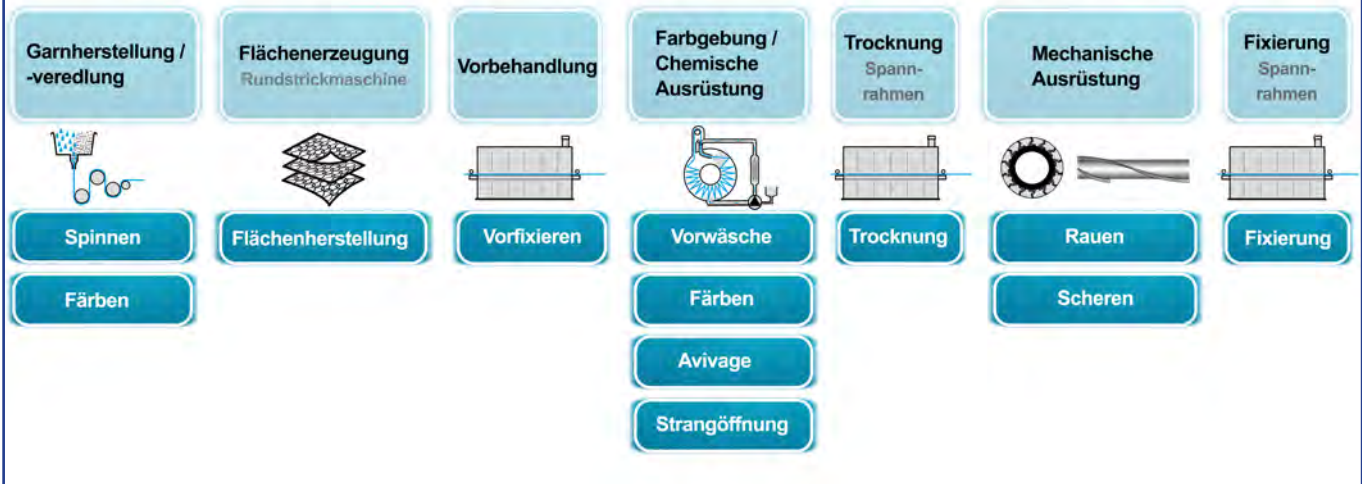 Garnherstellung /
-veredlung
Flächenerzeugung
Rundstrickmaschine
Vorbehandlung
Farbgebung /
Chemische
Ausrüstung
Trocknung
Spann-
rahmen
Mechanische
Ausrüstung
Fixierung
Spann-
rahmen
Spinnen
Flächenherstellung
Vorfixieren
Vorwäsche
Trocknung
Rauen
Fixierung
Färben
Färben
Scheren
Avivage
Strangöffnung